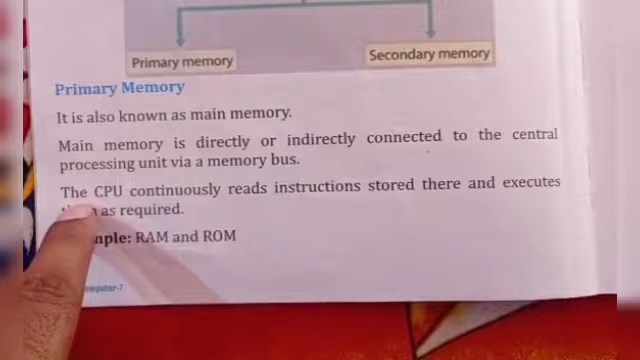 Primary memory
Secondary memory
Primary Memory
It is also known as main memory.
Main memory is directly or indirectly connected to the central
processing unit via a memory bus.
The CPU continuously reads instructions stored there and executes
as required.
RAM and ROM